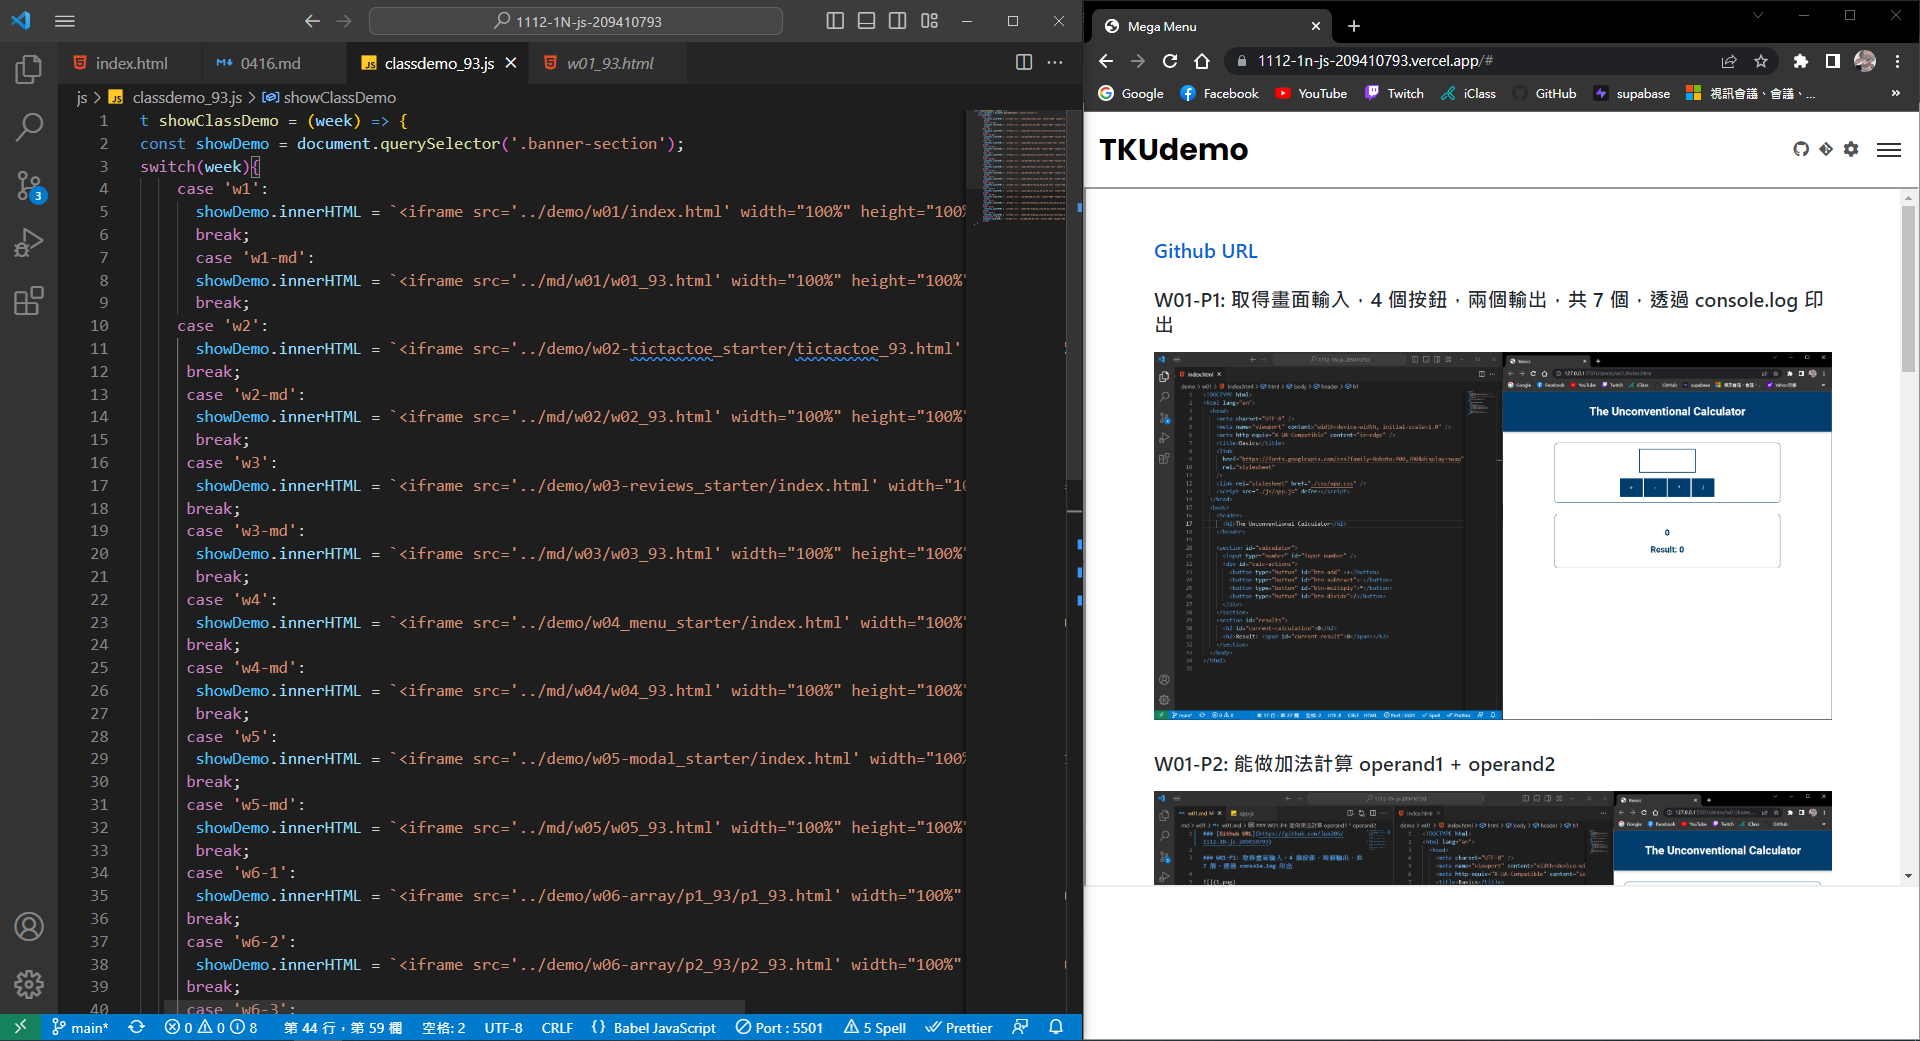 1112-1N-js-209410793
index.html
0416.md
classdemo_93.js
w01_93.html
js > classdemo_93.js > showClassDemo
1 t showClassDemo = (week) => {
2 const showDemo = document.querySelector('.banner-section');
3 switch(week){
4 case 'w1':
5 showDemo.innerHTML = `<iframe src='../demo/w01/index.html' width="100%" height="100%
6 break;
7 case 'w1-md':
8 showDemo.innerHTML = `<iframe src='../md/w01/w01_93.html' width="100%" height="100%"
9 break;
10 case 'w2':
11 showDemo.innerHTML = `<iframe src='../demo/w02-tictactoe_starter/tictactoe_93.html'
12 break;
13 case 'w2-md':
14 showDemo.innerHTML = `<iframe src='../md/w02/w02_93.html' width="100%" height="100%"
15 break;
16 case 'w3':
17 showDemo.innerHTML = `<iframe src='../demo/w03-reviews_starter/index.html' width="10
18 break;
19 case 'w3-md':
20 showDemo.innerHTML = `<iframe src='../md/w03/w03_93.html' width="100%" height="100%"
21 break;
22 case 'w4':
23 showDemo.innerHTML = `<iframe src='../demo/w04_menu_starter/index.html' width="100%"
24 break;
25 case 'w4-md':
26 showDemo.innerHTML = `<iframe src='../md/w04/w04_93.html' width="100%" height="100%"
27 break;
28 case 'w5':
29 showDemo.innerHTML = `<iframe src='../demo/w05-modal_starter/index.html' width="100%
30 break;
31 case 'w5-md':
32 showDemo.innerHTML = `<iframe src='../md/w05/w05_93.html' width="100%" height="100%"
33 break;
34 case 'w6-1':
35 showDemo.innerHTML = `<iframe src='../demo/w06-array/p1_93/p1_93.html' width="100%"
36 break;
37 case 'w6-2':
38 showDemo.innerHTML = `<iframe src='../demo/w06-array/p2_93/p2_93.html' width="100%"
39 break;
40 case 'w6-3':
3
main* 0 0 8 第 44 行，第 59 欄 空格: 2 UTF-8 CRLF {} Babel JavaScript Port : 5501 5 Spell Prettier
Mega Menu
1112-1n-js-209410793.vercel.app/#
Google Facebook YouTube Twitch iClass GitHub supabase 視訊會議、會議、... »
TKUdemo
Github URL
W01-P1: 取得畫面輸入，4 個按鈕，兩個輸出，共 7 個，透過 console.log 印
出
The Unconventional Calculator
0
Result: 0
W01-P2: 能做加法計算 operand1 + operand2
The Unconventional Calculator